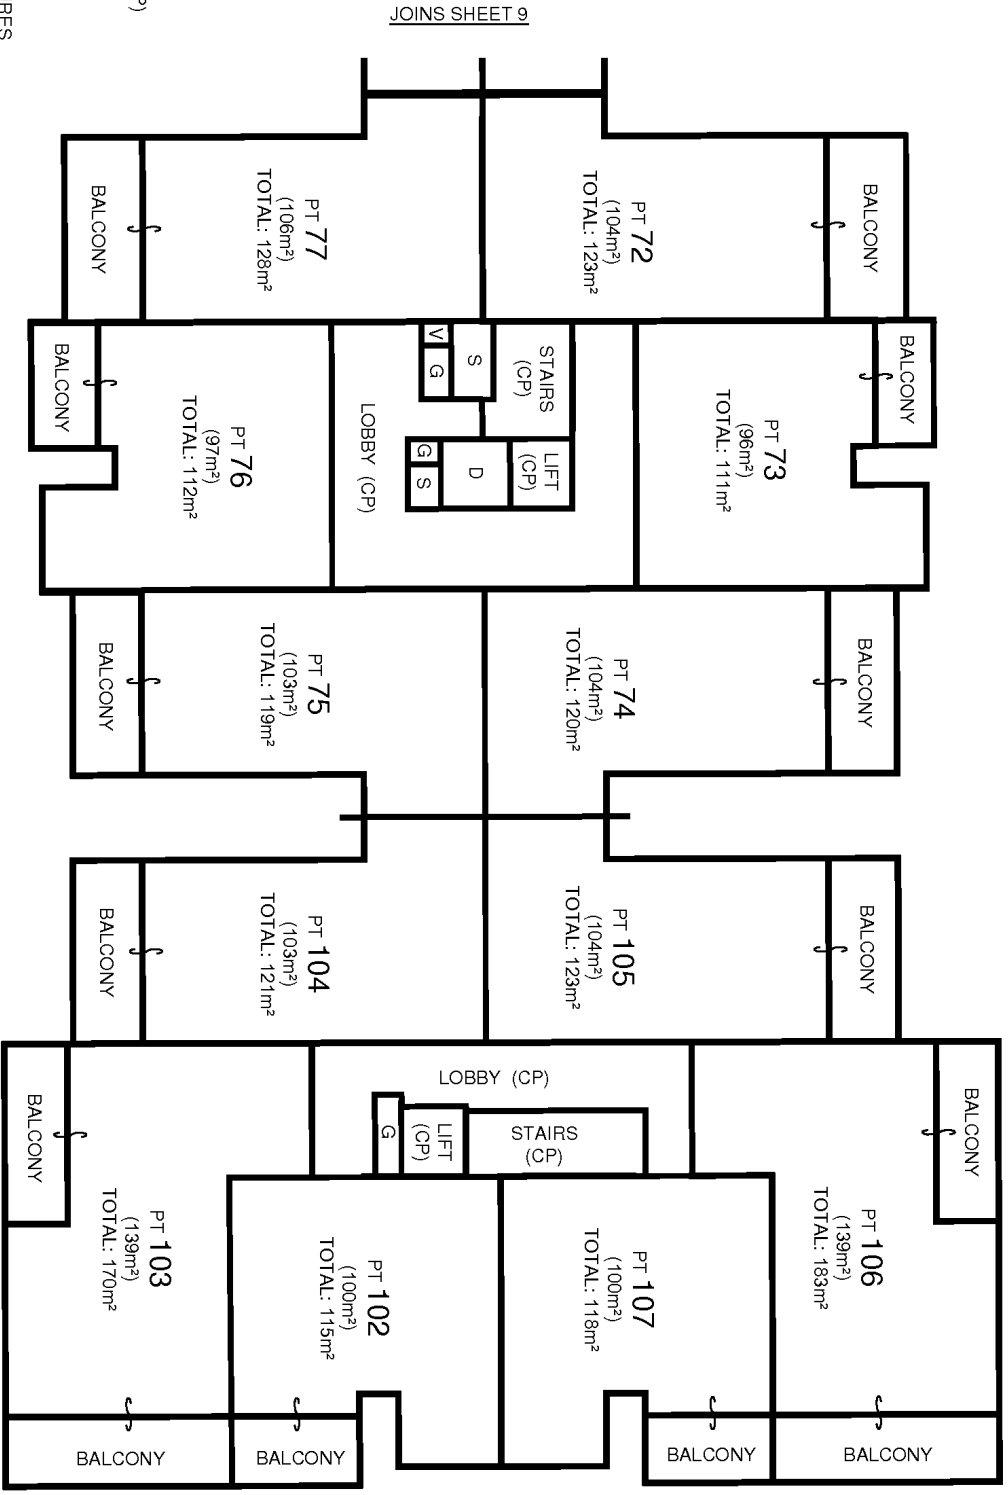 JOINS SHEET 9
P)
RES
BALCONY
PT 77
(106m²)
TOTAL: 128m²
PT 72
(104m²)
TOTAL: 123m²
BALCONY
BALCONY
PT 76
(97m²)
TOTAL: 112m²
LOBBY (CP)
V
G
S
STAIRS
(CP)
G
S
D
LIFT
(CP)
PT 73
(96m²)
TOTAL: 111m²
BALCONY
BALCONY
PT 75
(103m²)
TOTAL: 119m²
PT 74
(104m²)
TOTAL: 120m²
BALCONY
BALCONY
PT 104
(103m²)
TOTAL: 121m²
PT 105
(104m²)
TOTAL: 123m²
BALCONY
BALCONY
LOBBY (CP)
G
LIFT
(CP)
STAIRS
(CP)
BALCONY
PT 103
(139m²)
TOTAL: 170m²
PT 102
(100m²)
TOTAL: 115m²
PT 107
(100m²)
TOTAL: 118m²
PT 106
(139m²)
TOTAL: 183m²
BALCONY
BALCONY
BALCONY
BALCONY